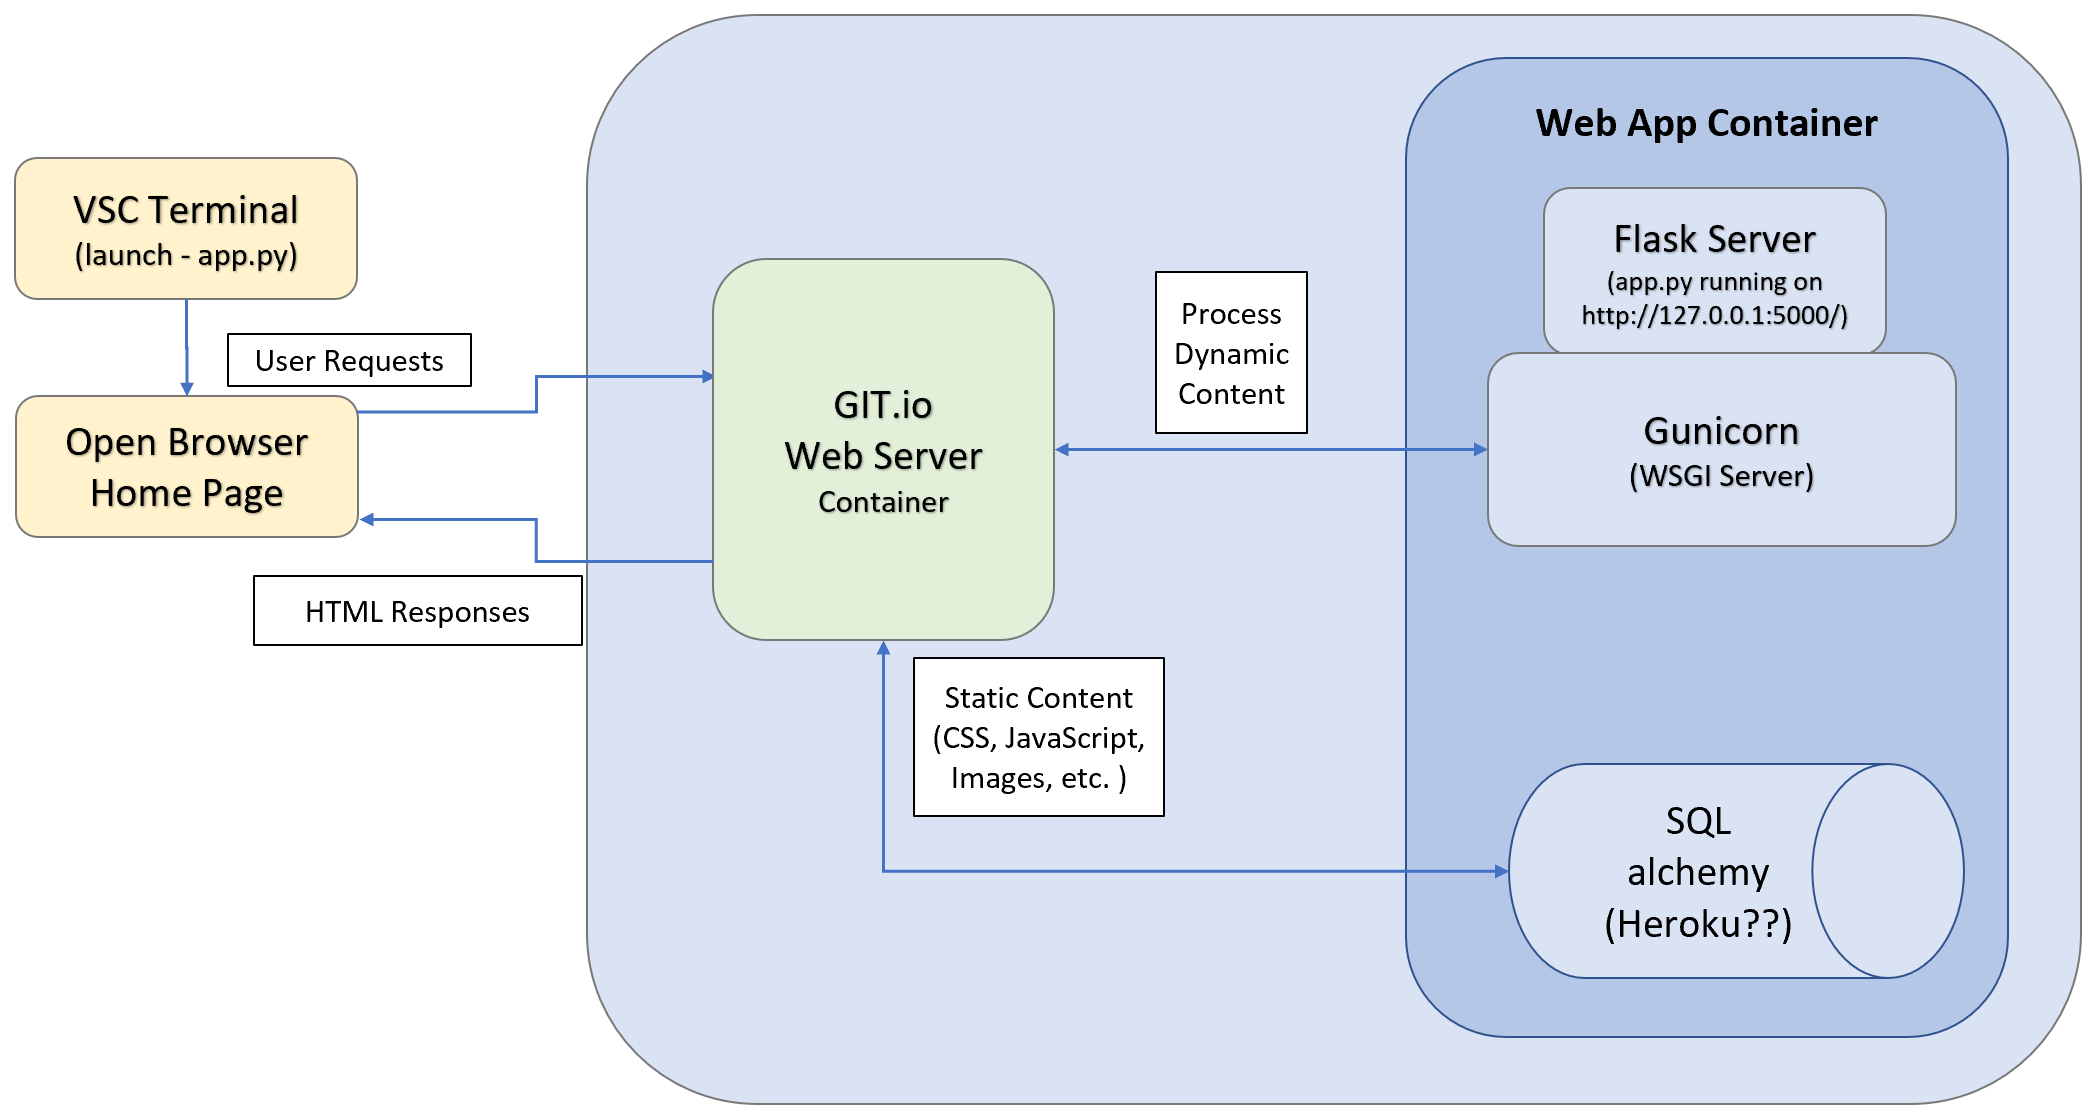 Web App Container
VSC Terminal
(launch - app.py)
Flask Server
(app.py running on
http://127.0.0.1:5000/)
User Requests
Process
Dynamic
Content
Open Browser
Home Page
GIT.io
Web Server
Container
Gunicorn
(WSGI Server)
HTML Responses
Static Content
(CSS, JavaScript,
Images, etc. )
SQL
alchemy
(Heroku??)